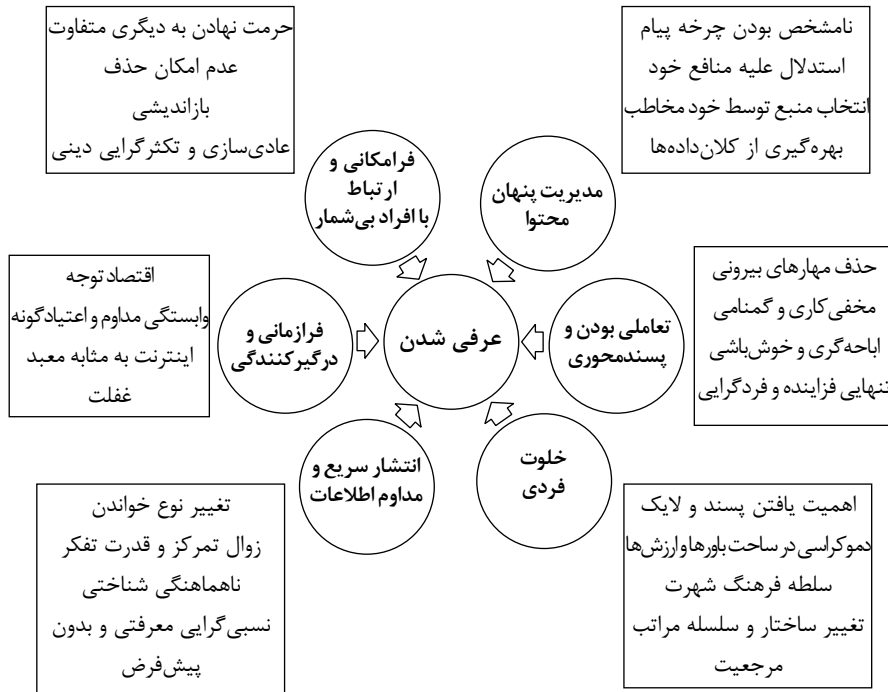 نامشخص بودن چرخه پیام
استدلال علیه منافع خود
انتخاب منبع توسط خود مخاطب
بهره‌گیری از کلان‌داده‌ها
حرمت نهادن به دیگری متفاوت
عدم امکان حذف
بازاندیشی
عادی‌سازی و تکثرگرایی دینی
مدیریت پنهان
محتوا
فرامکانی و
ارتباط
با افراد بی‌شمار
حذف مهارهای بیرونی
مخفی‌کاری و گمنامی
اباحه‌گری و خوش‌باشی
تنهایی فزاینده و فردگرایی
تعاملی بودن و
پسندمحوری
عرفی شدن
فرازمانی و
درگیرکنندگی
اقتصاد توجه
وابستگی مداوم و اعتیادگونه
اینترنت به مثابه معبد
غفلت
خلوت
فردی
انتشار سریع و
مداوم اطلاعات
اهمیت یافتن پسند و لایک
دموکراسی در ساحت باورها و ارزش‌ها
سلطه فرهنگ شهرت
تغییر ساختار و سلسله مراتب
مرجعیت
تغییر نوع خواندن
زوال تمرکز و قدرت تفکر
ناهماهنگی شناختی
نسبی‌گرایی معرفتی و بدون
پیش‌فرض